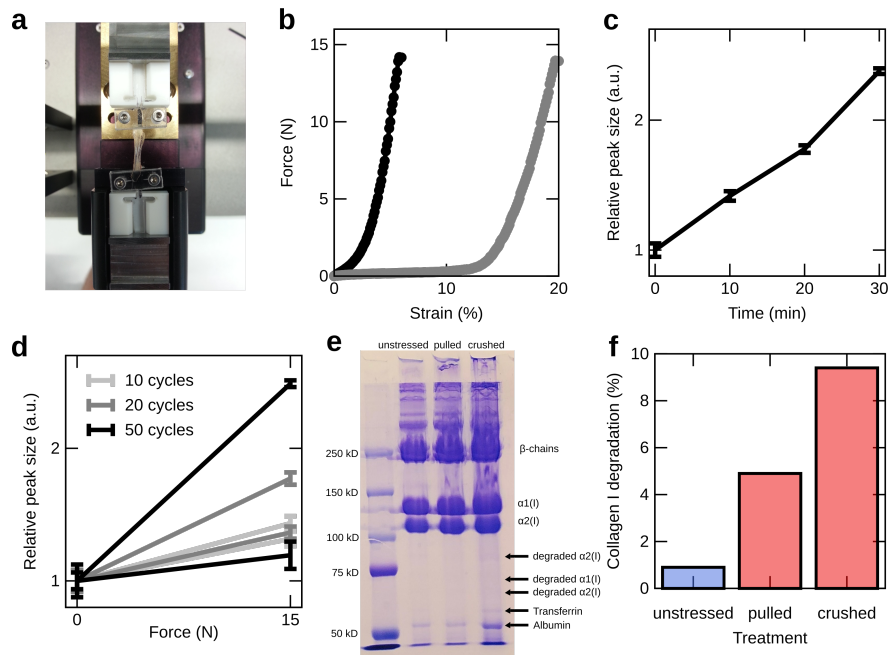 a
b
15
10
5
0
Force (N)
0 10 20
Strain (%)
c
2
1
Relative peak size (a.u.)
0 10 20 30
Time (min)
d
10 cycles
20 cycles
50 cycles
2
1
Relative peak size (a.u.)
0 15
Force (N)
e
unstressed pulled crushed
250 kD
150 kD
100 kD
75 kD
50 kD
β-chains
α1(I)
α2(I)
degraded α2(I)
degraded α1(I)
degraded α2(I)
Transferrin
Albumin
f
10
8
6
4
2
0
Collagen I degradation (%)
unstressed pulled crushed
Treatment